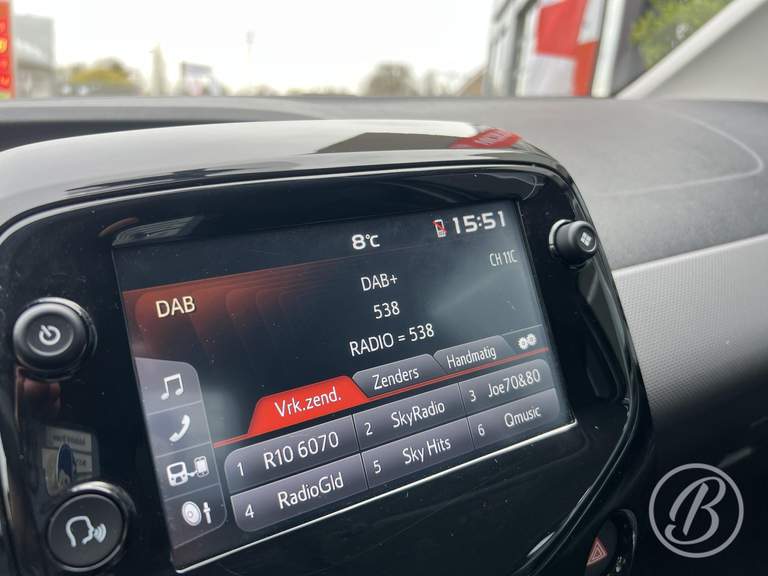 8°C 15:51
CH 11C
DAB
DAB+
538
RADIO = 538
Vrk.zend. Zenders Handmatig
1 R10 6070 2 SkyRadio 3 Joe70&80
4 RadioGld 5 Sky Hits 6 Qmusic
B